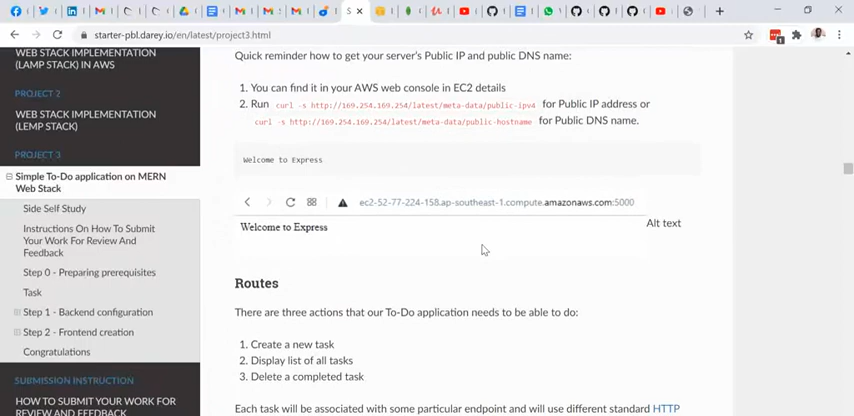 starter-pbl.darey.io/en/latest/project3.html
WEB STACK IMPLEMENTATION
(LAMP STACK) IN AWS
PROJECT 2
WEB STACK IMPLEMENTATION
(LEMP STACK)
PROJECT 3
Simple To-Do application on MERN
Web Stack
Side Self Study
Instructions On How To Submit
Your Work For Review And
Feedback
Step 0 - Preparing prerequisites
Task
Step 1 - Backend configuration
Step 2 - Frontend creation
Congratulations
SUBMISSION INSTRUCTION
HOW TO SUBMIT YOUR WORK FOR
REVIEW AND FEEDBACK
Quick reminder how to get your server's Public IP and public DNS name:
1. You can find it in your AWS web console in EC2 details
2. Run curl -s http://169.254.169.254/latest/meta-data/public-ipv4 for Public IP address or
curl -s http://169.254.169.254/latest/meta-data/public-hostname for Public DNS name.
Welcome to Express
ec2-52-77-224-158.ap-southeast-1.compute.amazonaws.com:5000
Welcome to Express
Alt text
Routes
There are three actions that our To-Do application needs to be able to do:
1. Create a new task
2. Display list of all tasks
3. Delete a completed task
Each task will be associated with some particular endpoint and will use different standard HTTP